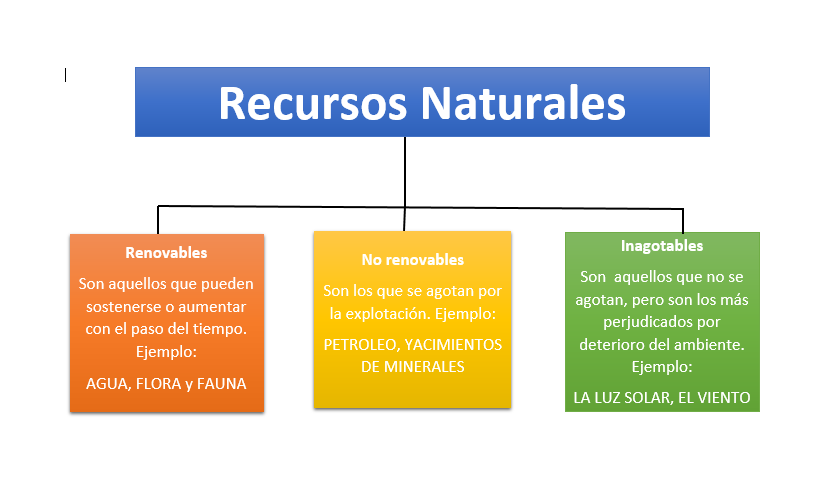 Recursos Naturales
Renovables
Son aquellos que pueden
sostenerse o aumentar
con el paso del tiempo.
Ejemplo:
AGUA, FLORA y FAUNA
No renovables
Son los que se agotan por
la explotación. Ejemplo:
PETROLEO, YACIMIENTOS
DE MINERALES
Inagotables
Son aquellos que no se
agotan, pero son los más
perjudicados por
deterioro del ambiente.
Ejemplo:
LA LUZ SOLAR, EL VIENTO